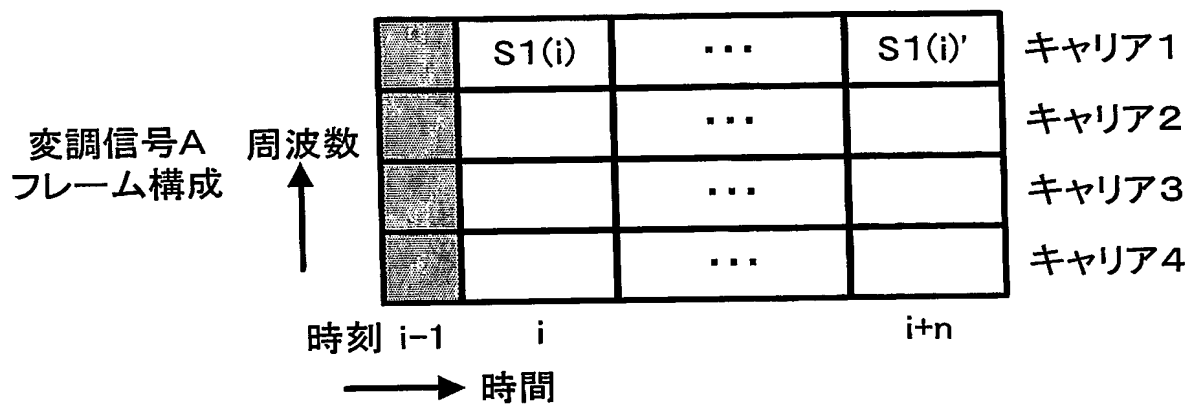 S1(i) ・・・ S1(i)' キャリア1
・・・ キャリア2
変調信号A 周波数
フレーム構成
・・・ キャリア3
・・・ キャリア4
時刻 i-1 i i+n
時間